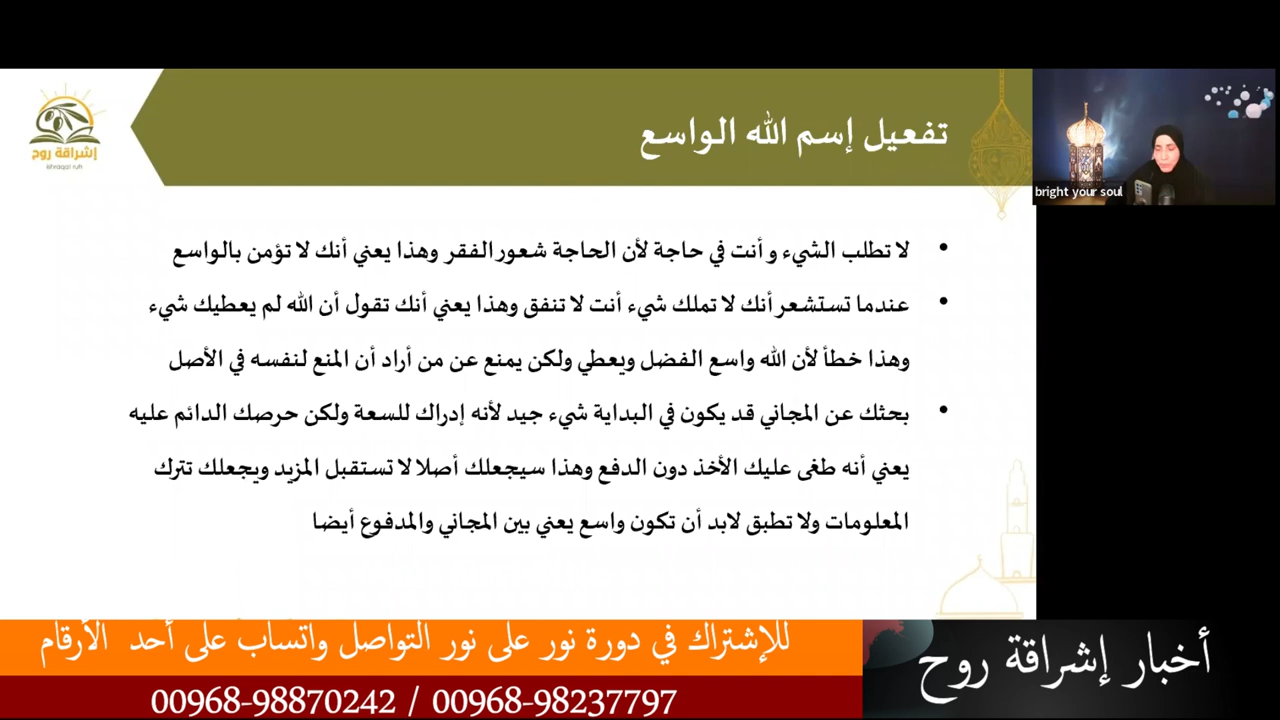 إشراقة روح
ishraqat ruh
تفعيل إسم الله الواسع
bright your soul
• لا تطلب الشيء وأنت في حاجة لأن الحاجة شعور الفقر وهذا يعني أنك لا تؤمن بالواسع
• عندما تستشعر أنك لا تملك شيء أنت لا تنفق وهذا يعني أنك تقول أن الله لم يعطيك شيء
وهذا خطأ لأن الله واسع الفضل ويعطي ولكن يمنع عن من أراد أن المنع لنفسه في الأصل
• بحثك عن المجاني قد يكون في البداية شيء جيد لأنه إدراك للسعة ولكن حرصك الدائم عليه
يعني أنه طغى عليك الأخذ دون الدفع وهذا سيجعلك أصلا لا تستقبل المزيد ويجعلك تترك
المعلومات ولا تطبق لابد أن تكون واسع يعني بين المجاني والمدفوع أيضا
للإشتراك في دورة نور على نور التواصل واتساب على أحد الأرقام
أخبار إشراقة روح
00968-98870242 / 00968-98237797